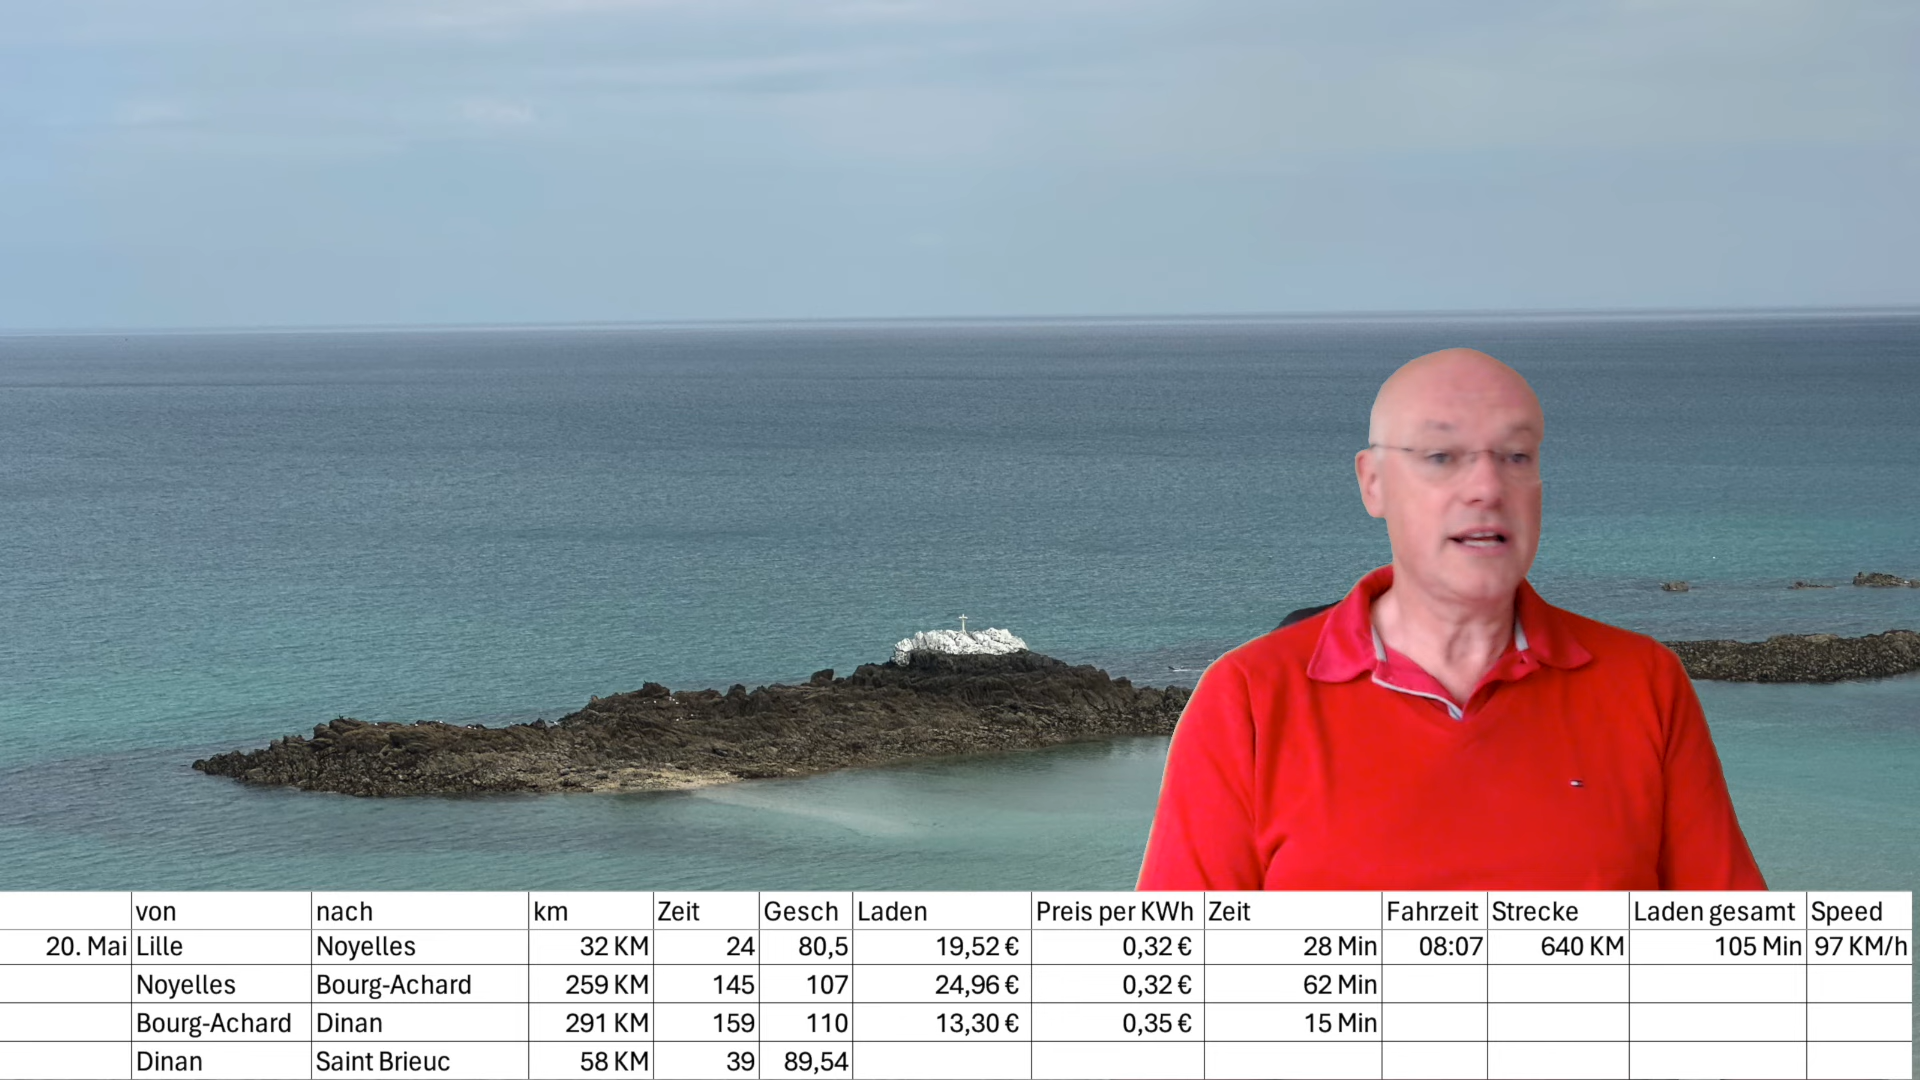 von nach km Zeit Gesch Laden Preis per KWh Zeit Fahrzeit Strecke Laden gesamt Speed
20. Mai Lille Noyelles 32 KM 24 80,5 19,52 € 0,32 € 28 Min 08:07 640 KM 105 Min 97 KM/h
Noyelles Bourg-Achard 259 KM 145 107 24,96 € 0,32 € 62 Min
Bourg-Achard Dinan 291 KM 159 110 13,30 € 0,35 € 15 Min
Dinan Saint Brieuc 58 KM 39 89,54